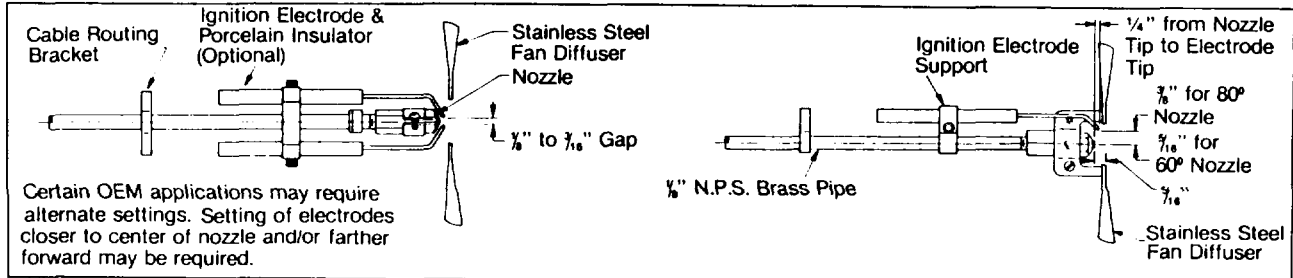 Cable Routing
Bracket
Ignition Electrode &
Porcelain Insulator
(Optional)
Stainless Steel
Fan Diffuser
Nozzle
⅛" to 3/16" Gap
Certain OEM applications may require
alternate settings. Setting of electrodes
closer to center of nozzle and/or farther
forward may be required.
Ignition Electrode
Support
⅛" N.P.S. Brass Pipe
¼" from Nozzle
Tip to Electrode
Tip
⅜" for 80º
Nozzle
5/16" for
60º Nozzle
5/16"
Stainless Steel
Fan Diffuser